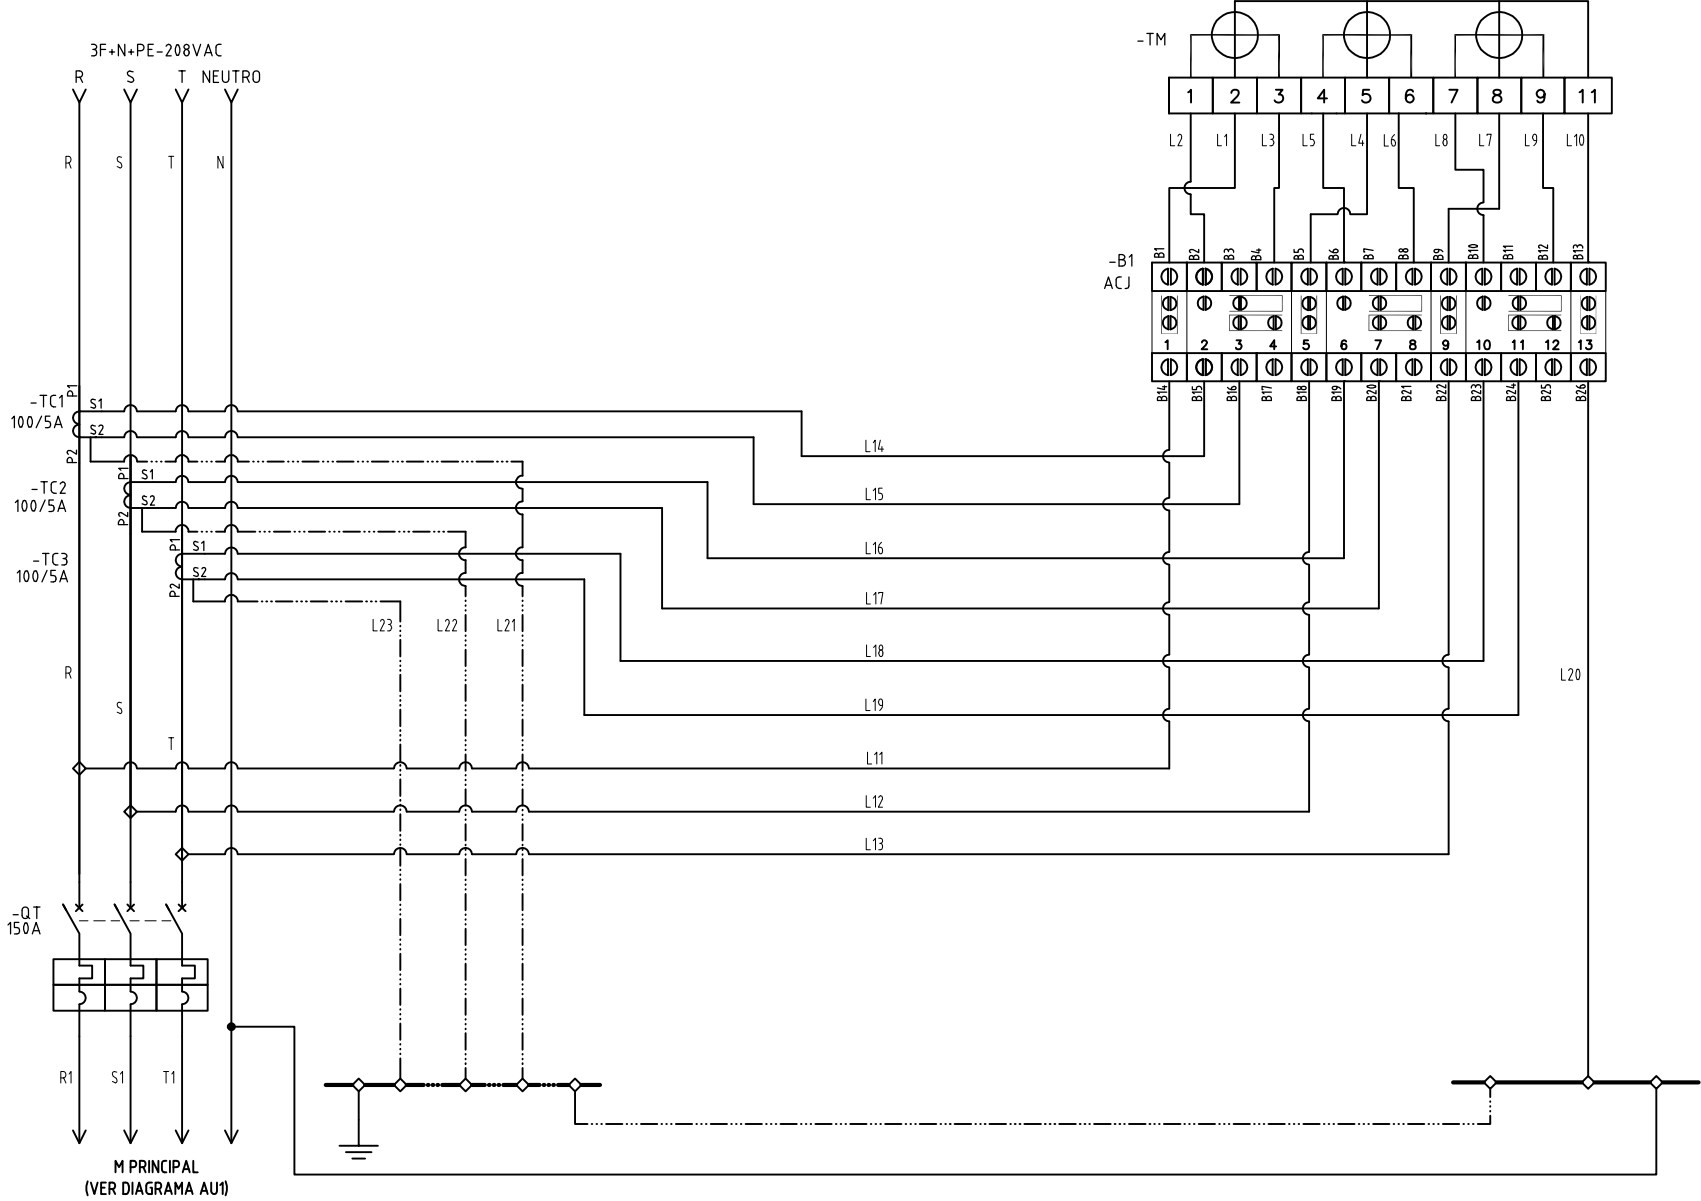 3F+N+PE-208VAC
R S T NEUTRO
R S T N
-TM
1 2 3 4 5 6 7 8 9 11
L2 L1 L3 L5 L4 L6 L8 L7 L9 L10
-B1
ACJ
B1 B2 B3 B4 B5 B6 B7 B8 B9 B10 B11 B12 B13
1 2 3 4 5 6 7 8 9 10 11 12 13
B14 B15 B16 B17 B18 B19 B20 B21 B22 B23 B24 B25 B26
-TC1
100/5A
P1
S1
S2
P2
L14
-TC2
100/5A
P1
S1
S2
P2
L15
L16
-TC3
100/5A
P1
S1
S2
P2
L17
L23 L22 L21
L18
R
L20
S
L19
T
L11
L12
L13
-QT
150A
R1 S1 T1
M PRINCIPAL
(VER DIAGRAMA AU1)